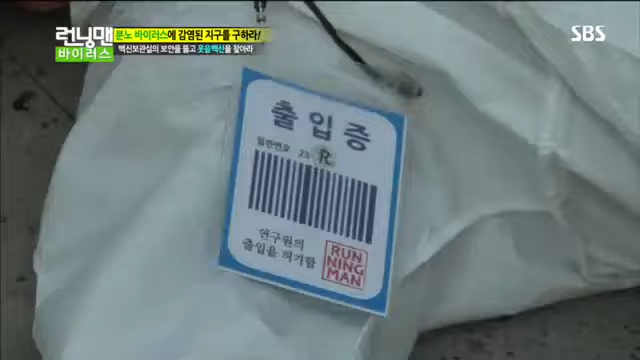 런닝맨
바이러스
분노 바이러스에 감염된 지구를 구하라!
백신보관실의 보안을 뚫고 웃음백신을 찾아라
SBS
출입증
일련번호 23 R
연구원의
출입을 허가함
RUN
NING
MAN